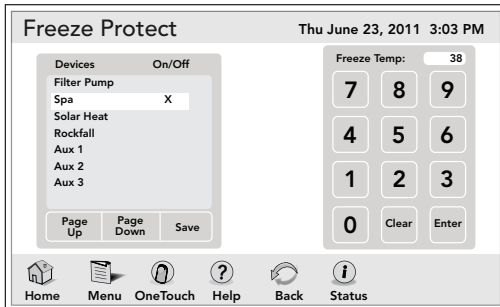 Freeze Protect
Thu June 23, 2011 3:03 PM
Devices On/Off
Filter Pump
Spa X
Solar Heat
Rockfall
Aux 1
Aux 2
Aux 3
Page Up
Page Down
Save
Freeze Temp: 38
7 8 9
4 5 6
1 2 3
0 Clear Enter
Home Menu OneTouch ? Help Back i Status